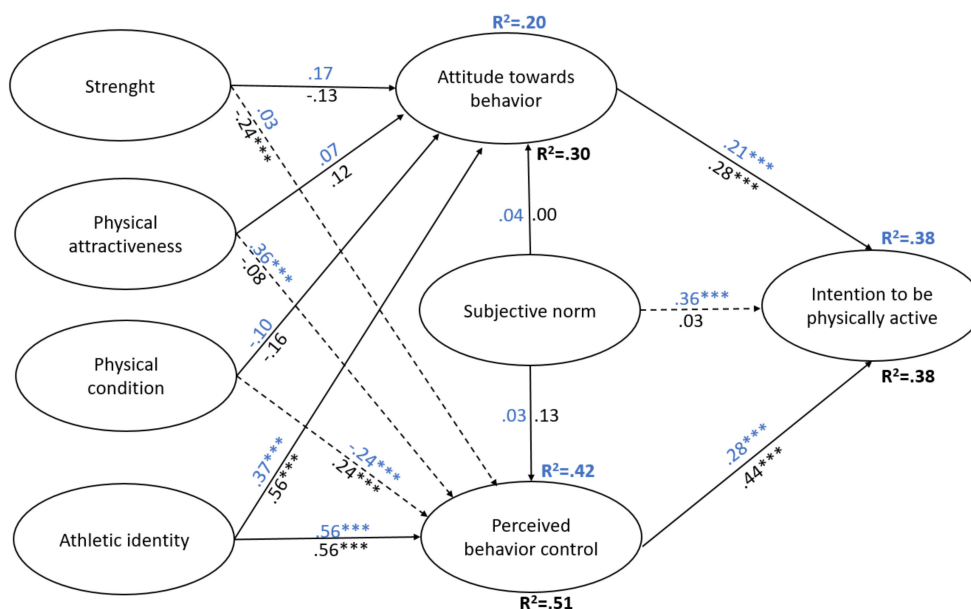 R²=.20
Strenght
.17
-.13
Attitude towards
behavior
R²=.30
.03
-.24***
.07
.12
.21***
.28***
Physical
attractiveness
.04 .00
R²=.38
-.36***
-.08
Subjective norm
.36***
.03
Intention to be
physically active
R²=.38
Physical
condition
-.10
-.16
.03 .13
-.24***
.24***
R²=.42
.28***
.44***
.37***
.56***
Athletic identity
.56***
.56***
Perceived
behavior control
R²=.51